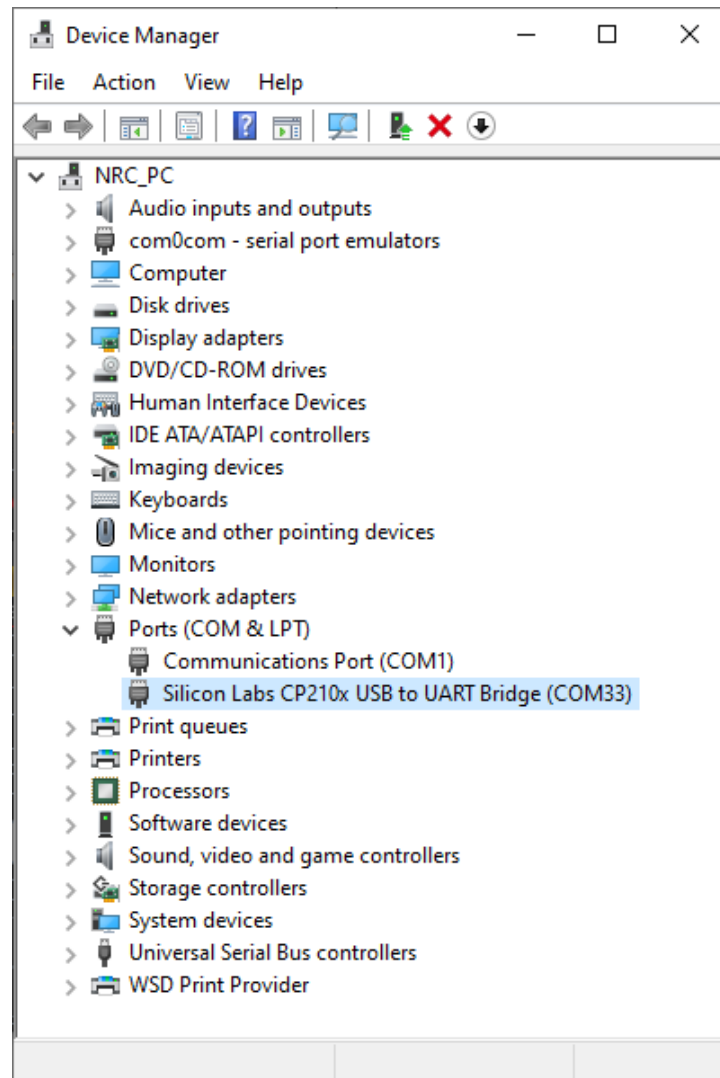 Device Manager
File Action View Help
NRC_PC
Audio inputs and outputs
com0com - serial port emulators
Computer
Disk drives
Display adapters
DVD/CD-ROM drives
Human Interface Devices
IDE ATA/ATAPI controllers
Imaging devices
Keyboards
Mice and other pointing devices
Monitors
Network adapters
Ports (COM & LPT)
Communications Port (COM1)
Silicon Labs CP210x USB to UART Bridge (COM33)
Print queues
Printers
Processors
Software devices
Sound, video and game controllers
Storage controllers
System devices
Universal Serial Bus controllers
WSD Print Provider